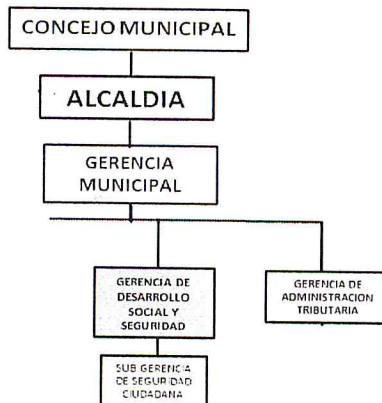 CONCEJO MUNICIPAL
ALCALDIA
GERENCIA
MUNICIPAL
GERENCIA DE
DESARROLLO
SOCIAL Y
SEGURIDAD
GERENCIA DE
ADMINISTRACION
TRIBUTARIA
SUB GERENCIA
DE SEGURIDAD
CIUDADANA